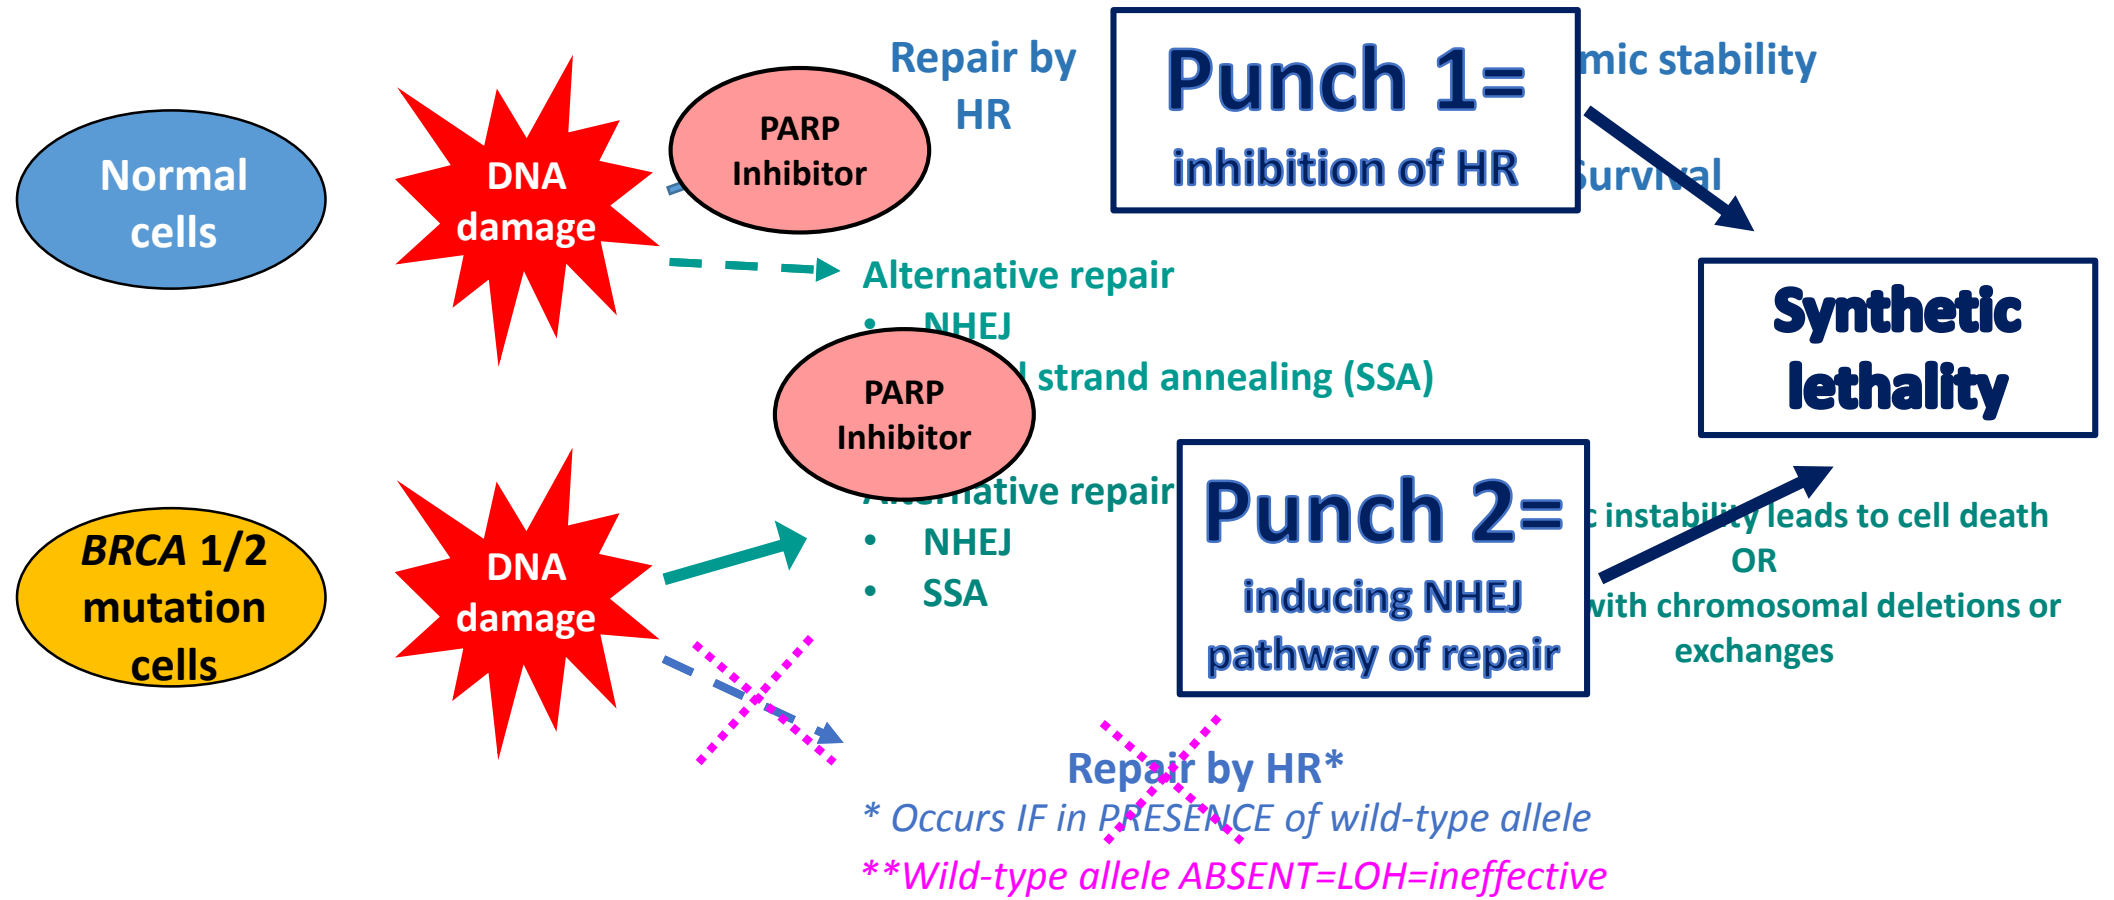 Normal
cells
DNA
damage
PARP
Inhibitor
Repair by
HR
Punch 1=
inhibition of HR
mic stability
Survival
Alternative repair
• NHEJ
strand annealing (SSA)
Synthetic
lethality
BRCA 1/2
mutation
cells
DNA
damage
PARP
Inhibitor
Alternative repair
• NHEJ
• SSA
Punch 2=
inducing NHEJ
pathway of repair
c instability leads to cell death
OR
with chromosomal deletions or
exchanges
Repair by HR*
* Occurs IF in PRESENCE of wild-type allele
**Wild-type allele ABSENT=LOH=ineffective